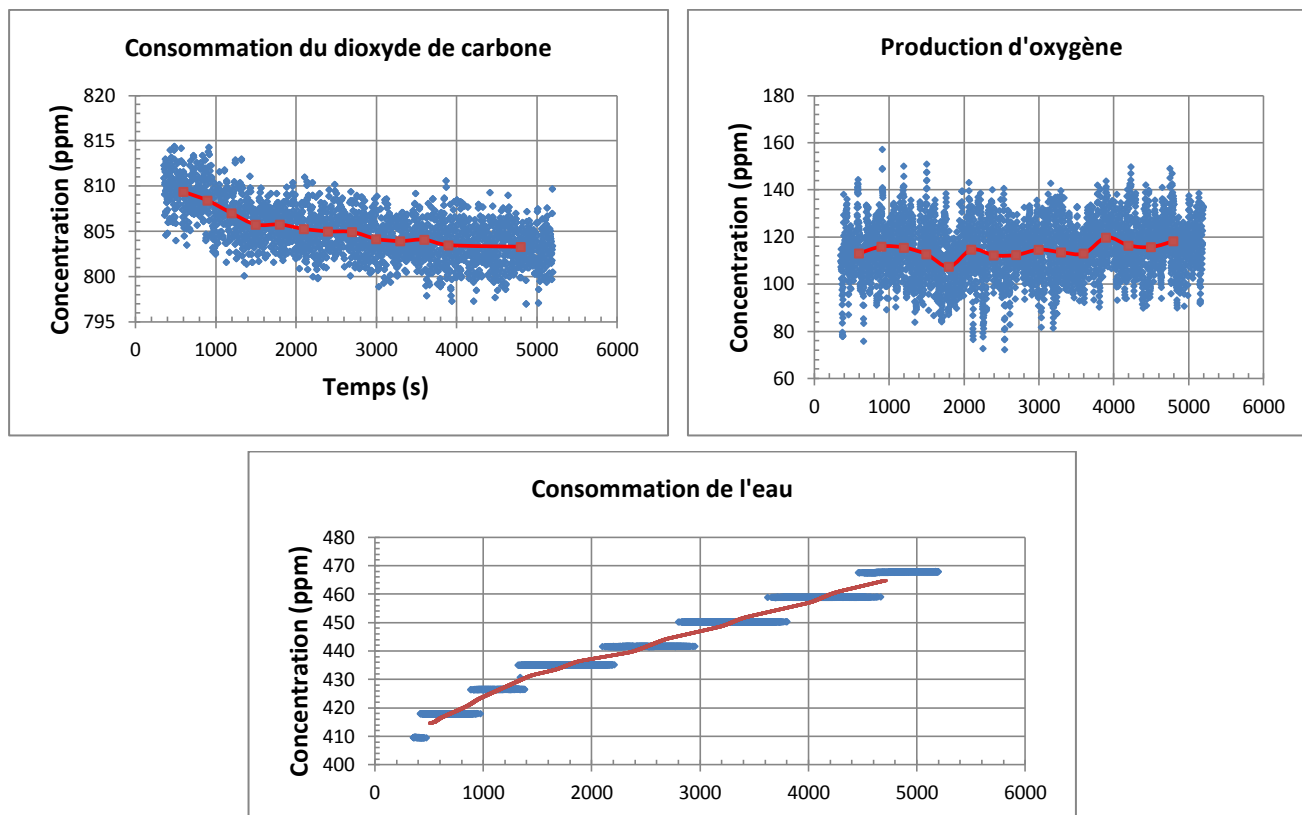 Consommation du dioxyde de carbone
Concentration (ppm)
820
815
810
805
800
795
0 1000 2000 3000 4000 5000 6000
Temps (s)
Production d'oxygène
Concentration (ppm)
180
160
140
120
100
80
60
0 1000 2000 3000 4000 5000 6000
Consommation de l'eau
Concentration (ppm)
480
470
460
450
440
430
420
410
400
0 1000 2000 3000 4000 5000 6000